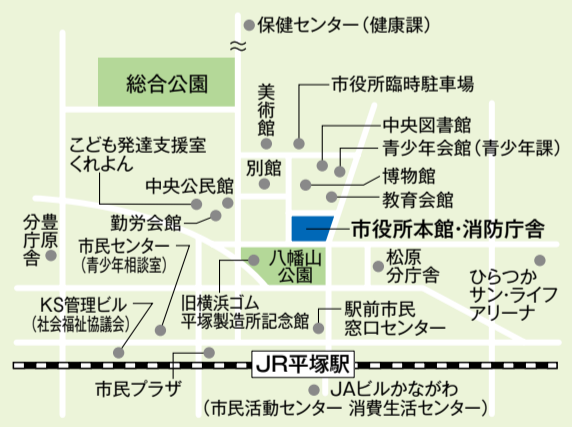 保健センター(健康課)
総合公園
美術館
市役所臨時駐車場
中央図書館
青少年会館(青少年課)
こども発達支援室
くれよん
別館
博物館
中央公民館
教育会館
勤労会館
市役所本館・消防庁舎
豊原
分庁舎
市民センター
(青少年相談室)
八幡山
公園
松原
分庁舎
ひらつか
サン・ライフ
アリーナ
KS管理ビル
(社会福祉協議会)
旧横浜ゴム
平塚製造所記念館
駅前市民
窓口センター
JR平塚駅
市民プラザ
JAビルかながわ
(市民活動センター 消費生活センター)